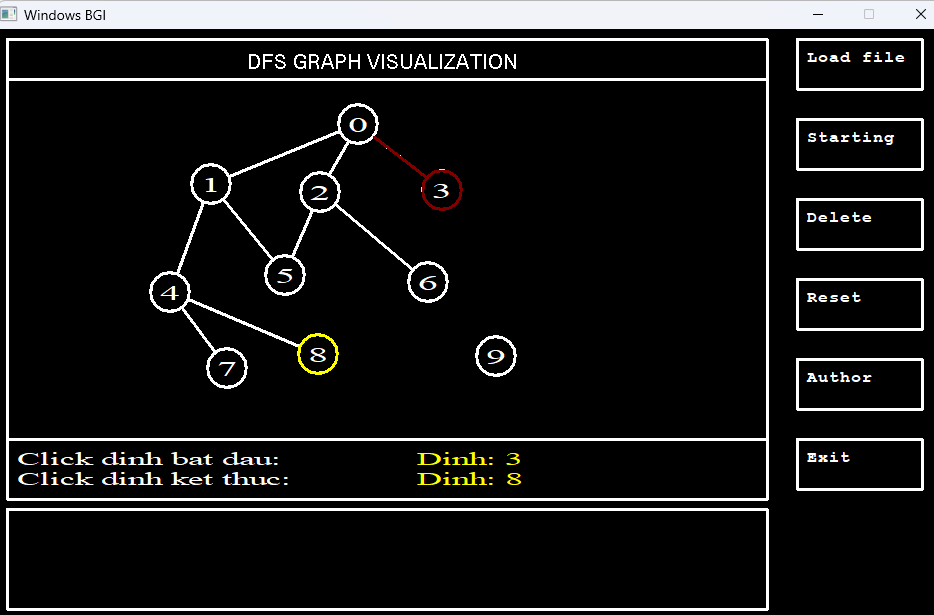 Windows BGI
DFS GRAPH VISUALIZATION
0
1
2
3
4
5
6
7
8
9
Click dinh bat dau: Dinh: 3
Click dinh ket thuc: Dinh: 8
Load file
Starting
Delete
Reset
Author
Exit